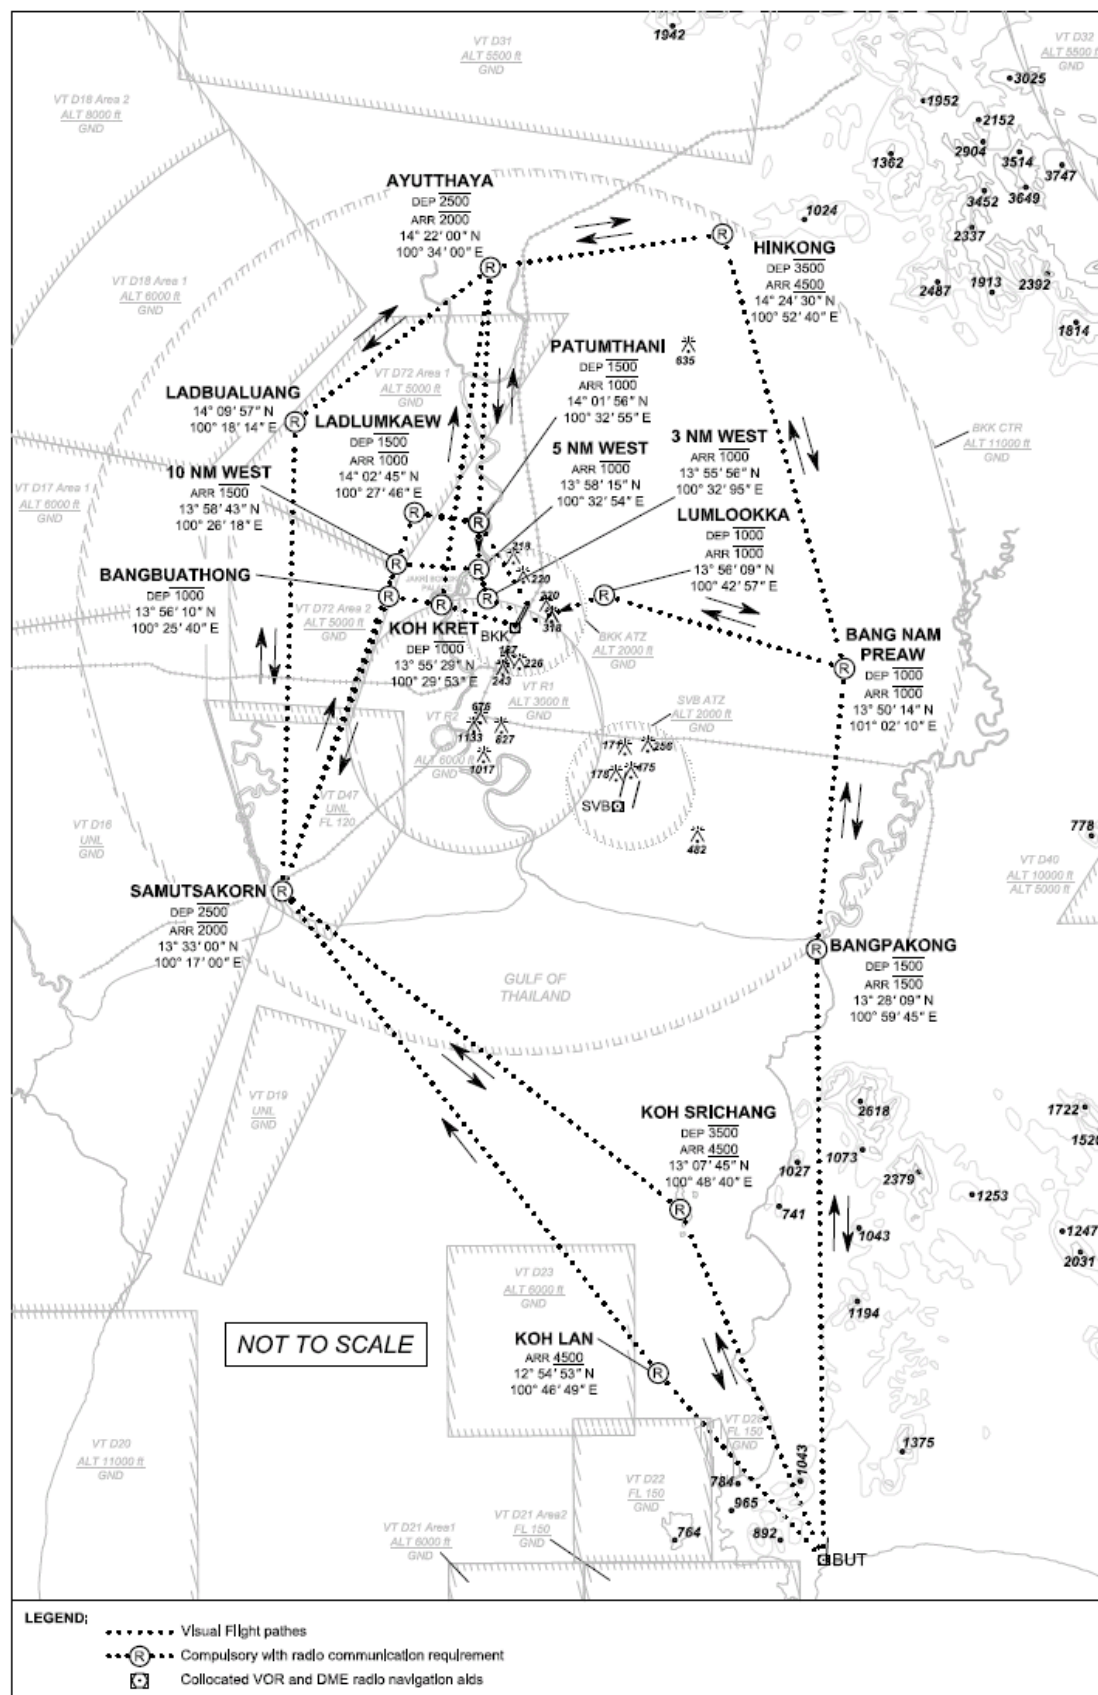 1942
VT D31
ALT 5500 ft
GND
VT D32
ALT 5500 ft
GND
3025
1952
2152
2904
3514
3747
1362
3452
3649
2337
1024
2487
1913
2392
1814
VT D18 Area 2
ALT 8000 ft
GND
AYUTTHAYA
DEP 2500
ARR 2000
14° 22' 00" N
100° 34' 00" E
HINKONG
DEP 3500
ARR 4500
14° 24' 30" N
100° 52' 40" E
VT D18 Area 1
ALT 6000 ft
GND
PATUMTHANI
DEP 1500
ARR 1000
14° 01' 56" N
100° 32' 55" E
635
VT D72 Area 1
ALT 5000 ft
GND
LADBUALUANG
14° 09' 57" N
100° 18' 14" E
LADLUMKAEW
DEP 1500
ARR 1000
14° 02' 45" N
100° 27' 46" E
5 NM WEST
ARR 1000
13° 58' 15" N
100° 32' 54" E
3 NM WEST
ARR 1000
13° 55' 56" N
100° 32' 95" E
BKK CTR
ALT 11000 ft
GND
10 NM WEST
ARR 1500
13° 58' 43" N
100° 26' 18" E
VT D17 Area 1
ALT 6000 ft
GND
LUMLOOKKA
DEP 1000
ARR 1000
13° 56' 09" N
100° 42' 57" E
BANGBUATHONG
DEP 1000
13° 56' 10" N
100° 25' 40" E
218
220
318
VT D72 Area 2
ALT 5000 ft
GND
KOH KRET
DEP 1000
13° 55' 29" N
100° 29' 53" E
BKK
226
243
BKK ATZ
ALT 2000 ft
GND
BANG NAM
PREAW
DEP 1000
ARR 1000
13° 50' 14" N
101° 02' 10" E
VT R1
ALT 3000 ft
GND
VT R2
ALT 6000 ft
GND
676
1133
827
1017
SVB ATZ
ALT 2000 ft
GND
171
256
178
475
SVB
482
VT D47
UNL
FL 120
VT D16
UNL
GND
778
VT D40
ALT 10000 ft
ALT 5000 ft
SAMUTSAKORN
DEP 2500
ARR 2000
13° 33' 00" N
100° 17' 00" E
BANGPAKONG
DEP 1500
ARR 1500
13° 28' 09" N
100° 59' 45" E
GULF OF
THAILAND
VT D19
UNL
GND
KOH SRICHANG
DEP 3500
ARR 4500
13° 07' 45" N
100° 48' 40" E
2618
1722
1520
1073
1027
2379
1253
741
1043
1247
2031
1194
VT D23
ALT 6000 ft
GND
NOT TO SCALE
KOH LAN
ARR 4500
12° 54' 53" N
100° 46' 49" E
VT D20
ALT 11000 ft
GND
FL 150
GND
1375
VT D22
FL 150
GND
784
1043
965
764
892
VT D21 Area1
ALT 6000 ft
GND
VT D21 Area2
FL 150
GND
BUT
LEGEND;
Visual Flight pathes
R Compulsory with radio communication requirement
Collocated VOR and DME radio navigation aids